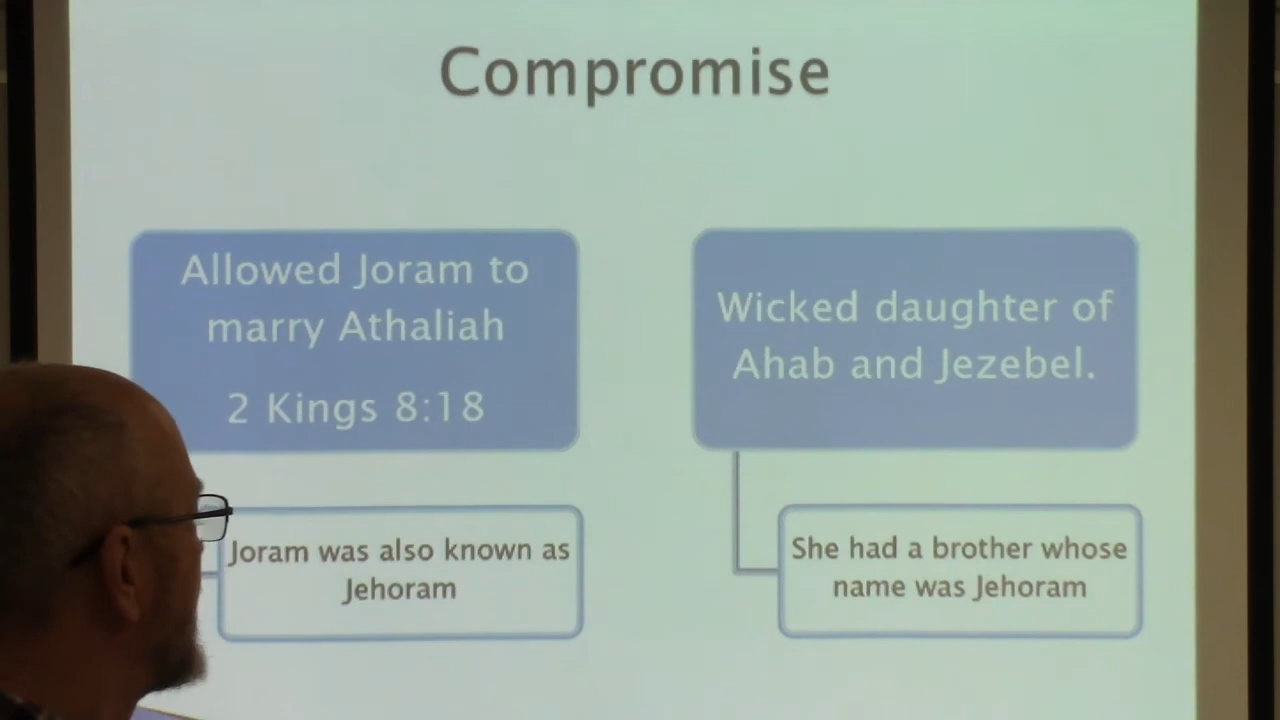 Compromise
Allowed Joram to
marry Athaliah
2 Kings 8:18
Wicked daughter of
Ahab and Jezebel.
Joram was also known as
Jehoram
She had a brother whose
name was Jehoram